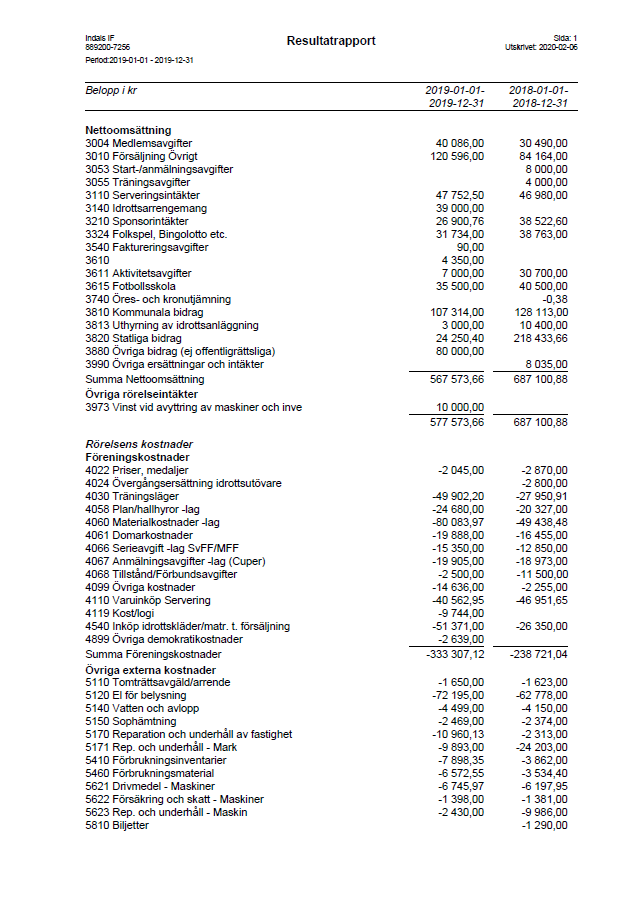 Indals IF
889200-7256
Period:2019-01-01 - 2019-12-31
Resultatrapport
Sida: 1
Utskrivet: 2020-02-06
Belopp i kr 2019-01-01- 2018-01-01-
2019-12-31 2018-12-31
Nettoomsättning
3004 Medlemsavgifter 40 086,00 30 490,00
3010 Försäljning Övrigt 120 596,00 84 164,00
3053 Start-/anmälningsavgifter 8 000,00
3055 Träningsavgifter 4 000,00
3110 Serveringsintäkter 47 752,50 46 980,00
3140 Idrottsarrengemang 39 000,00
3210 Sponsorintäkter 26 900,76 38 522,60
3324 Folkspel, Bingolotto etc. 31 734,00 38 763,00
3540 Faktureringsavgifter 90,00
3610 4 350,00
3611 Aktivitetsavgifter 7 000,00 30 700,00
3615 Fotbollsskola 35 500,00 40 500,00
3740 Öres- och kronutjämning -0,38
3810 Kommunala bidrag 107 314,00 128 113,00
3813 Uthyrning av idrottsanläggning 3 000,00 10 400,00
3820 Statliga bidrag 24 250,40 218 433,66
3880 Övriga bidrag (ej offentligrättsliga) 80 000,00
3990 Övriga ersättningar och intäkter 8 035,00
Summa Nettoomsättning 567 573,66 687 100,88
Övriga rörelseintäkter
3973 Vinst vid avyttring av maskiner och inve 10 000,00
577 573,66 687 100,88
Rörelsens kostnader
Föreningskostnader
4022 Priser, medaljer -2 045,00 -2 870,00
4024 Övergångsersättning idrottsutövare -2 800,00
4030 Träningsläger -49 902,20 -27 950,91
4058 Plan/hallhyror -lag -24 680,00 -20 327,00
4060 Materialkostnader -lag -80 083,97 -49 438,48
4061 Domarkostnader -19 888,00 -16 455,00
4066 Serieavgift -lag SvFF/MFF -15 350,00 -12 850,00
4067 Anmälningsavgifter -lag (Cuper) -19 905,00 -18 973,00
4068 Tillstånd/Förbundsavgifter -2 500,00 -11 500,00
4099 Övriga kostnader -14 636,00 -2 255,00
4110 Varuinköp Servering -40 562,95 -46 951,65
4119 Kost/logi -9 744,00
4540 Inköp idrottskläder/matr. t. försäljning -51 371,00 -26 350,00
4899 Övriga demokratikostnader -2 639,00
Summa Föreningskostnader -333 307,12 -238 721,04
Övriga externa kostnader
5110 Tomträttsavgäld/arrende -1 650,00 -1 623,00
5120 El för belysning -72 195,00 -62 778,00
5140 Vatten och avlopp -4 499,00 -4 150,00
5150 Sophämtning -2 469,00 -2 374,00
5170 Reparation och underhåll av fastighet -10 960,13 -2 313,00
5171 Rep. och underhåll - Mark -9 893,00 -24 203,00
5410 Förbrukningsinventarier -7 898,35 -3 862,00
5460 Förbrukningsmaterial -6 572,55 -3 534,40
5621 Drivmedel - Maskiner -6 745,97 -6 197,95
5622 Försäkring och skatt - Maskiner -1 398,00 -1 381,00
5623 Rep. och underhåll - Maskin -2 430,00 -9 986,00
5810 Biljetter -1 290,00